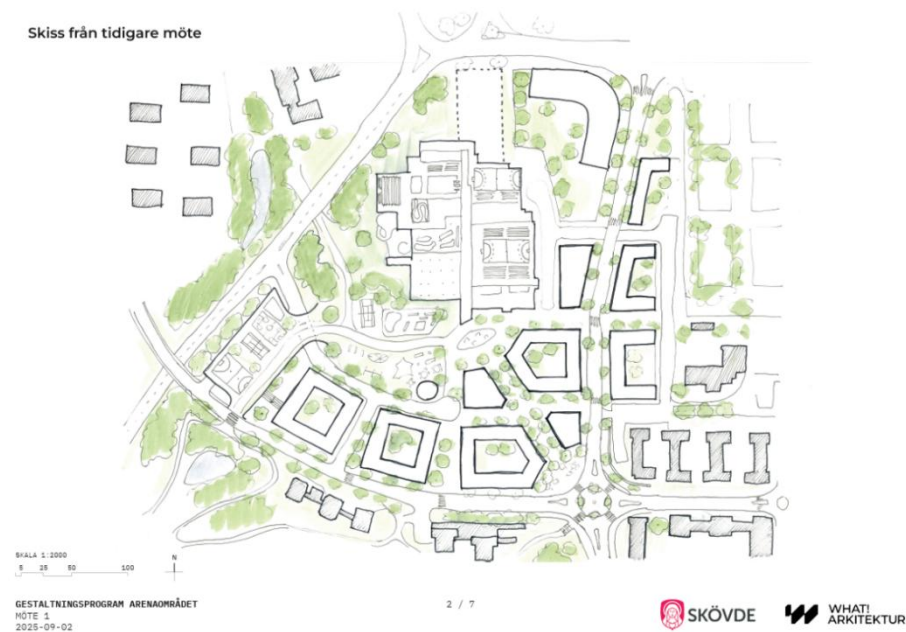 Skiss från tidigare möte
SKALA 1:2000
5 25 50 100
N
GESTALTNINGSPROGRAM ARENAOMRÅDET
MÖTE 1
2025-09-02
2 / 7
SKÖVDE
WHAT!
ARKITEKTUR